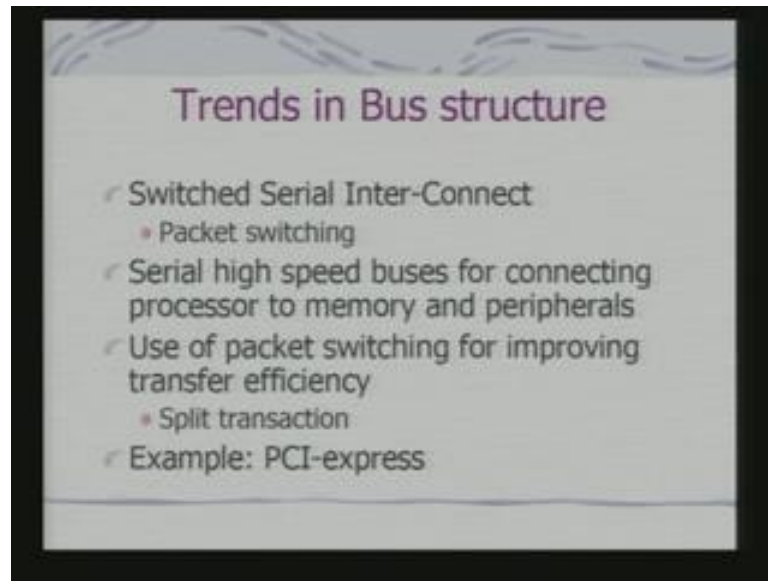 Trends in Bus structure
Switched Serial Inter-Connect
Packet switching
Serial high speed buses for connecting
processor to memory and peripherals
Use of packet switching for improving
transfer efficiency
Split transaction
Example: PCI-express